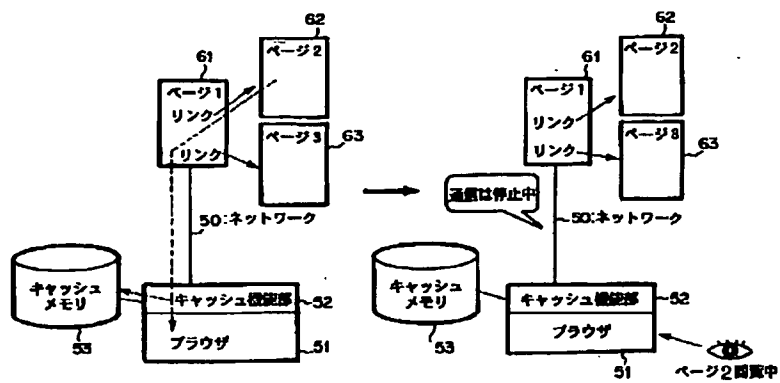 62
ページ2
61
ページ1
リンク
リンク
ページ3
63
50:ネットワーク
キャッシュ
メモリ
53
キャッシュ機能部
52
ブラウザ
51
62
ページ2
61
ページ1
リンク
リンク
ページ3
63
通信は停止中
50:ネットワーク
キャッシュ
メモリ
53
キャッシュ機能部
52
ブラウザ
51
ページ2閲覧中